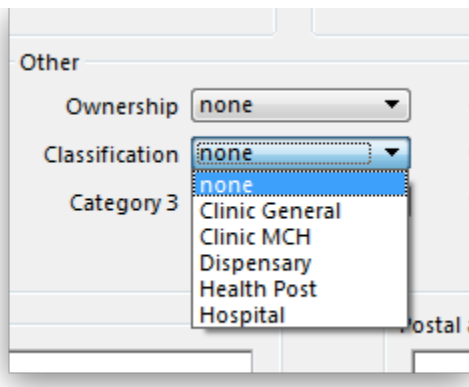 Other
Ownership none
Classification none
none
Category 3
Clinic General
Clinic MCH
Dispensary
Health Post
Hospital
Postal